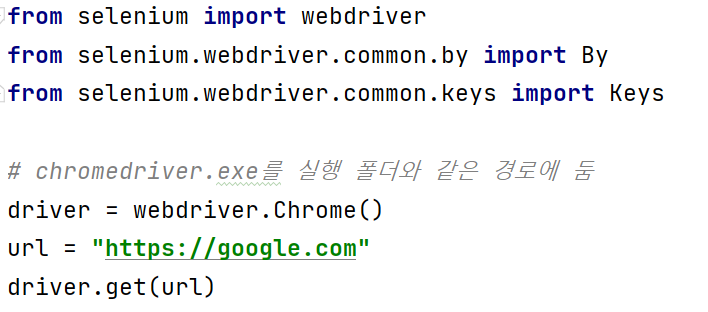 from selenium import webdriver
from selenium.webdriver.common.by import By
from selenium.webdriver.common.keys import Keys
# chromedriver.exe를 실행 폴더와 같은 경로에 둠
driver = webdriver.Chrome()
url = "https://google.com"
driver.get(url)